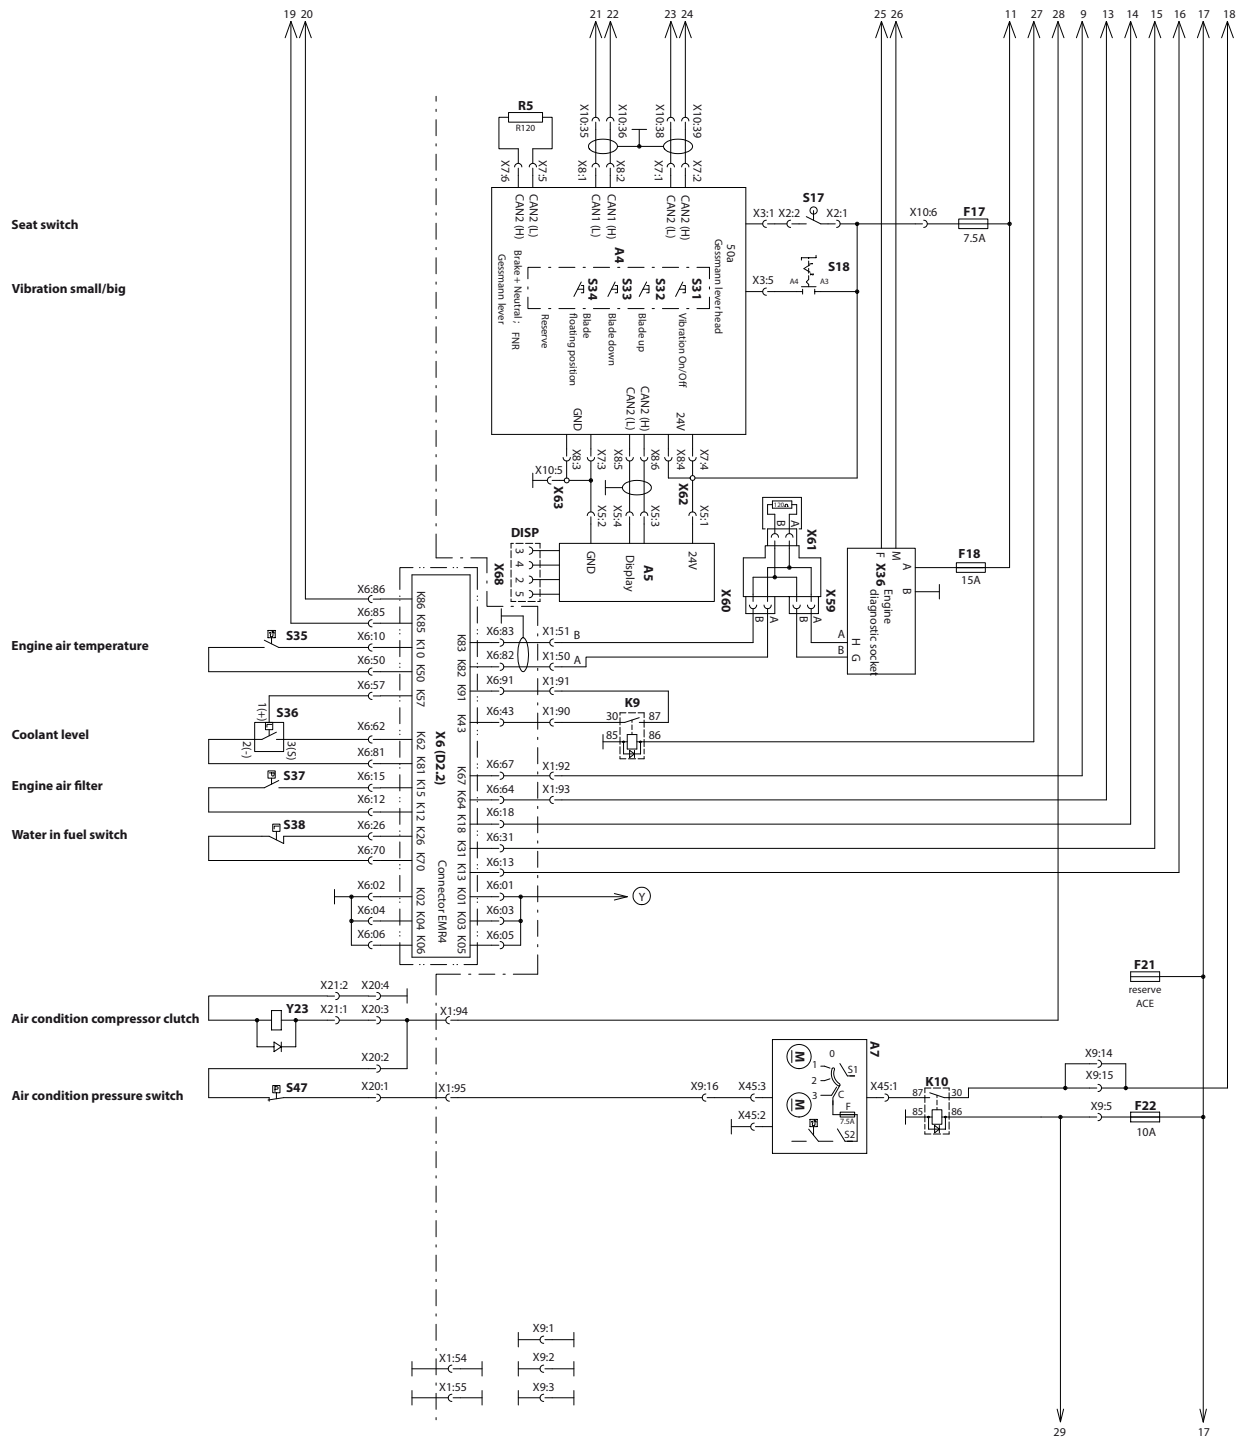 19 20 21 22 23 24 25 26 11 27 28 9 13 14 15 16 17 18
R5
R120
X10:35
X10:36
X10:38
X10:39
X7:6
X7:5
X8:1
X8:2
X7:1
X7:2
CAN2 (H)
CAN2 (L)
CAN1 (L)
CAN1 (H)
CAN2 (L)
CAN2 (H)
Seat switch
X3:1 X2:2
S17
X2:1
X10:6
F17
7.5A
50a
Gessmann lever head
A4
S34
S33
S32
S31
Vibration small/big
X3:5
A4
A3
S18
Gessmann lever
Brake + Neutral ; FNR
Reserve
Blade
floating position
Blade down
Blade up
Vibration On/Off
GND
CAN2 (L)
CAN2 (H)
24V
X8:3
X7:3
X8:5
X8:6
X8:4
X7:4
X10:5
X63
X62
X5:2
X5:4
X5:3
X5:1
DISP
3
4
2
5
X68
GND
Display
A5
24V
X60
120Ω
B
A
X61
X59
B
A
B
A
F
M
X36
Engine
diagnostic socket
A
B
H
G
A
B
F18
15A
X6:86
K86
X6:85
K85
Engine air temperature
S35
X6:10
K10
X6:50
K50
X6:57
K57
Coolant level
1(+)
S36
2(-)
3(S)
X6:62
K62
X6:81
K81
Engine air filter
S37
X6:15
K15
X6:12
K12
Water in fuel switch
S38
X6:26
K26
X6:70
K70
X6:02
K02
X6:04
K04
X6:06
K06
X6 (D2.2)
Connector EMR4
K83
X6:83
X1:51
B
K82
X6:82
X1:50
A
K91
X6:91
X1:91
K43
X6:43
X1:90
K9
30
87
85
86
K67
X6:67
X1:92
K64
X6:64
X1:93
K18
X6:18
K31
X6:31
K13
X6:13
K01
X6:01
Y
K03
X6:03
K05
X6:05
F21
reserve
ACE
X21:2
X20:4
Air condition compressor clutch
Y23
X21:1
X20:3
X1:94
X20:2
Air condition pressure switch
S47
X20:1
X1:95
X9:16
X45:3
X45:2
A7
M
M
0
1
2
3
C
S1
F
7.5A
S2
X45:1
K10
87
30
85
86
X9:14
X9:15
X9:5
F22
10A
X9:1
X1:54
X9:2
X1:55
X9:3
29
17